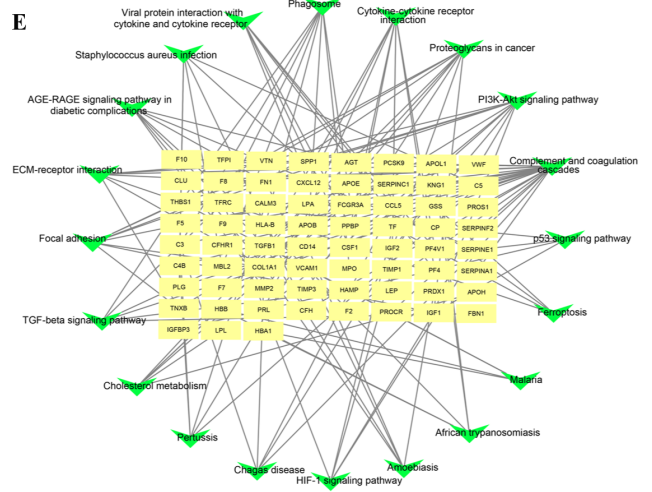 E
Phagosome
Viral protein interaction with
cytokine and cytokine receptor
Cytokine-cytokine receptor
interaction
Staphylococcus aureus infection
Proteoglycans in cancer
AGE-RAGE signaling pathway in
diabetic complications
PI3K-Akt signaling pathway
ECM-receptor interaction
Complement and coagulation
cascades
Focal adhesion
p53 signaling pathway
TGF-beta signaling pathway
Ferroptosis
Cholesterol metabolism
Malaria
Pertussis
African trypanosomiasis
Chagas disease
HIF-1 signaling pathway
Amoebiasis
F10 TFPI VTN SPP1 AGT PCSK9 APOL1 VWF
CLU F8 FN1 CXCL12 APOE SERPINC1 KNG1 C5
THBS1 TFRC CALM3 LPA FCGR3A CCL5 GSS PROS1
F5 F9 HLA-B APOB PPBP TF CP SERPINF2
C3 CFHR1 TGFB1 CD14 CSF1 IGF2 PF4V1 SERPINE1
C4B MBL2 COL1A1 VCAM1 MPO TIMP1 PF4 SERPINA1
PLG F7 MMP2 TIMP3 HAMP LEP PRDX1 APOH
TNXB HBB PRL CFH F2 PROCR IGF1 FBN1
IGFBP3 LPL HBA1